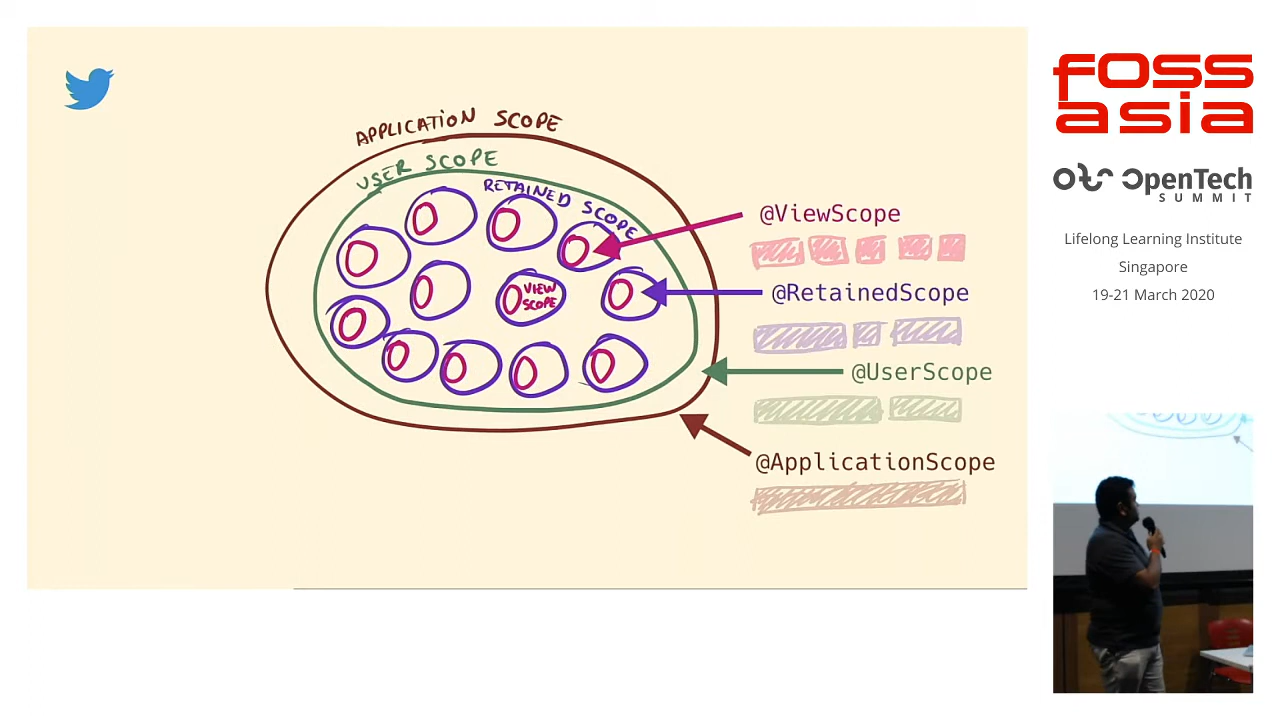 APPLICATION SCOPE
USER SCOPE
RETAINED SCOPE
VIEW
SCOPE
@ViewScope
@RetainedScope
@UserScope
@ApplicationScope
foss
asia
OpenTech
SUMMIT
Lifelong Learning Institute
Singapore
19-21 March 2020